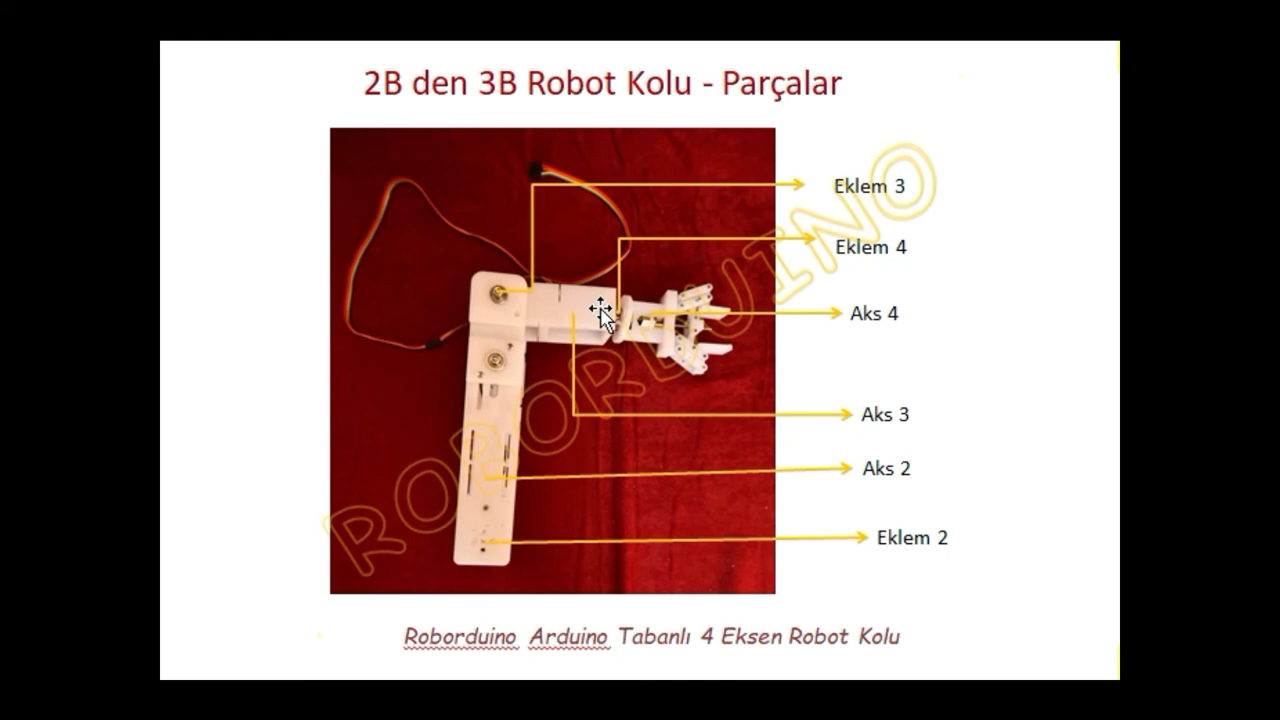 2B den 3B Robot Kolu - Parçalar
Eklem 3
Eklem 4
Aks 4
Aks 3
Aks 2
Eklem 2
ROBORDUINO
Roborduino Arduino Tabanlı 4 Eksen Robot Kolu